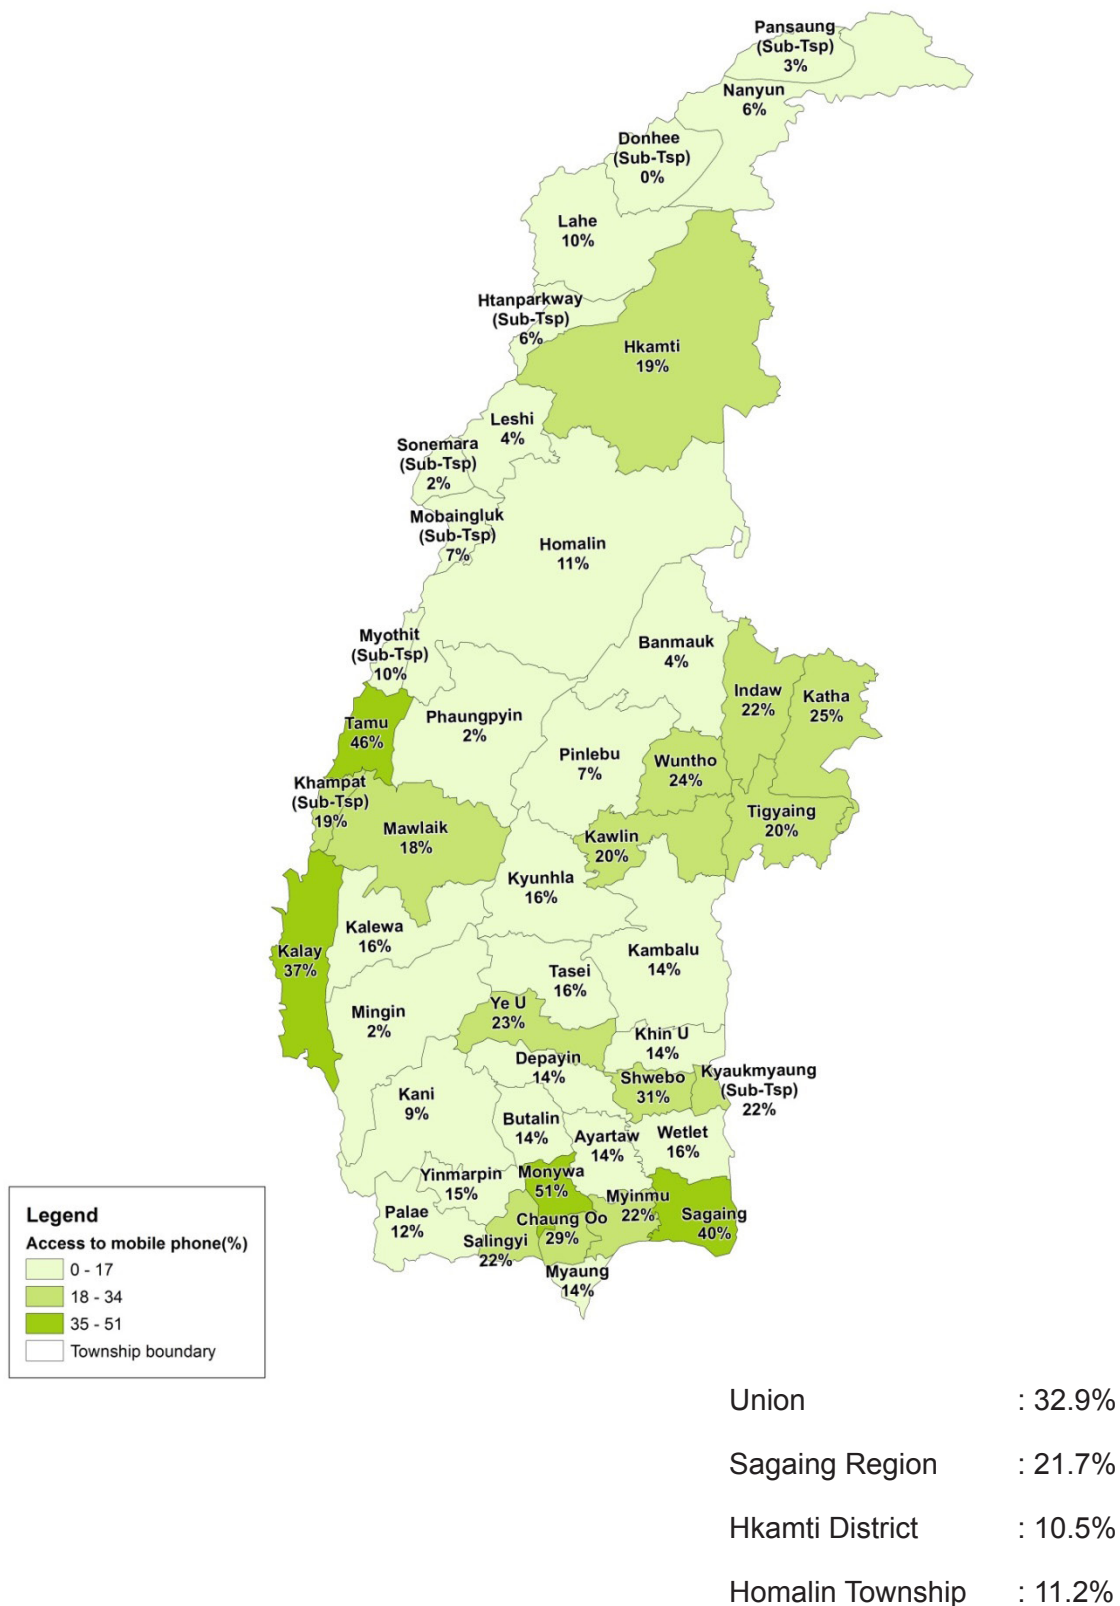 Pansaung
(Sub-Tsp)
3%
Nanyun
6%
Donhee
(Sub-Tsp)
0%
Lahe
10%
Htanparkway
(Sub-Tsp)
6%
Hkamti
19%
Leshi
4%
Sonemara
(Sub-Tsp)
2%
Mobaingluk
(Sub-Tsp)
7%
Homalin
11%
Myothit
(Sub-Tsp)
10%
Banmauk
4%
Indaw
22%
Katha
25%
Tamu
46%
Phaungpyin
2%
Pinlebu
7%
Wuntho
24%
Khampat
(Sub-Tsp)
19%
Mawlaik
18%
Kawlin
20%
Tigyaing
20%
Kyunhla
16%
Kalewa
16%
Kalay
37%
Kambalu
14%
Tasei
16%
Mingin
2%
Ye U
23%
Khin U
14%
Depayin
14%
Shwebo
31%
Kyaukmyaung
(Sub-Tsp)
22%
Kani
9%
Butalin
14%
Ayartaw
14%
Wetlet
16%
Yinmarpin
15%
Monywa
51%
Myinmu
22%
Sagaing
40%
Palae
12%
Salingyi
22%
Chaung Oo
29%
Myaung
14%
Legend
Access to mobile phone(%)
0 - 17
18 - 34
35 - 51
Township boundary
Union : 32.9%
Sagaing Region : 21.7%
Hkamti District : 10.5%
Homalin Township : 11.2%